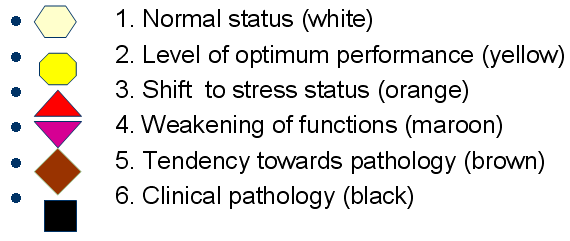 1. Normal status (white)
2. Level of optimum performance (yellow)
3. Shift to stress status (orange)
4. Weakening of functions (maroon)
5. Tendency towards pathology (brown)
6. Clinical pathology (black)